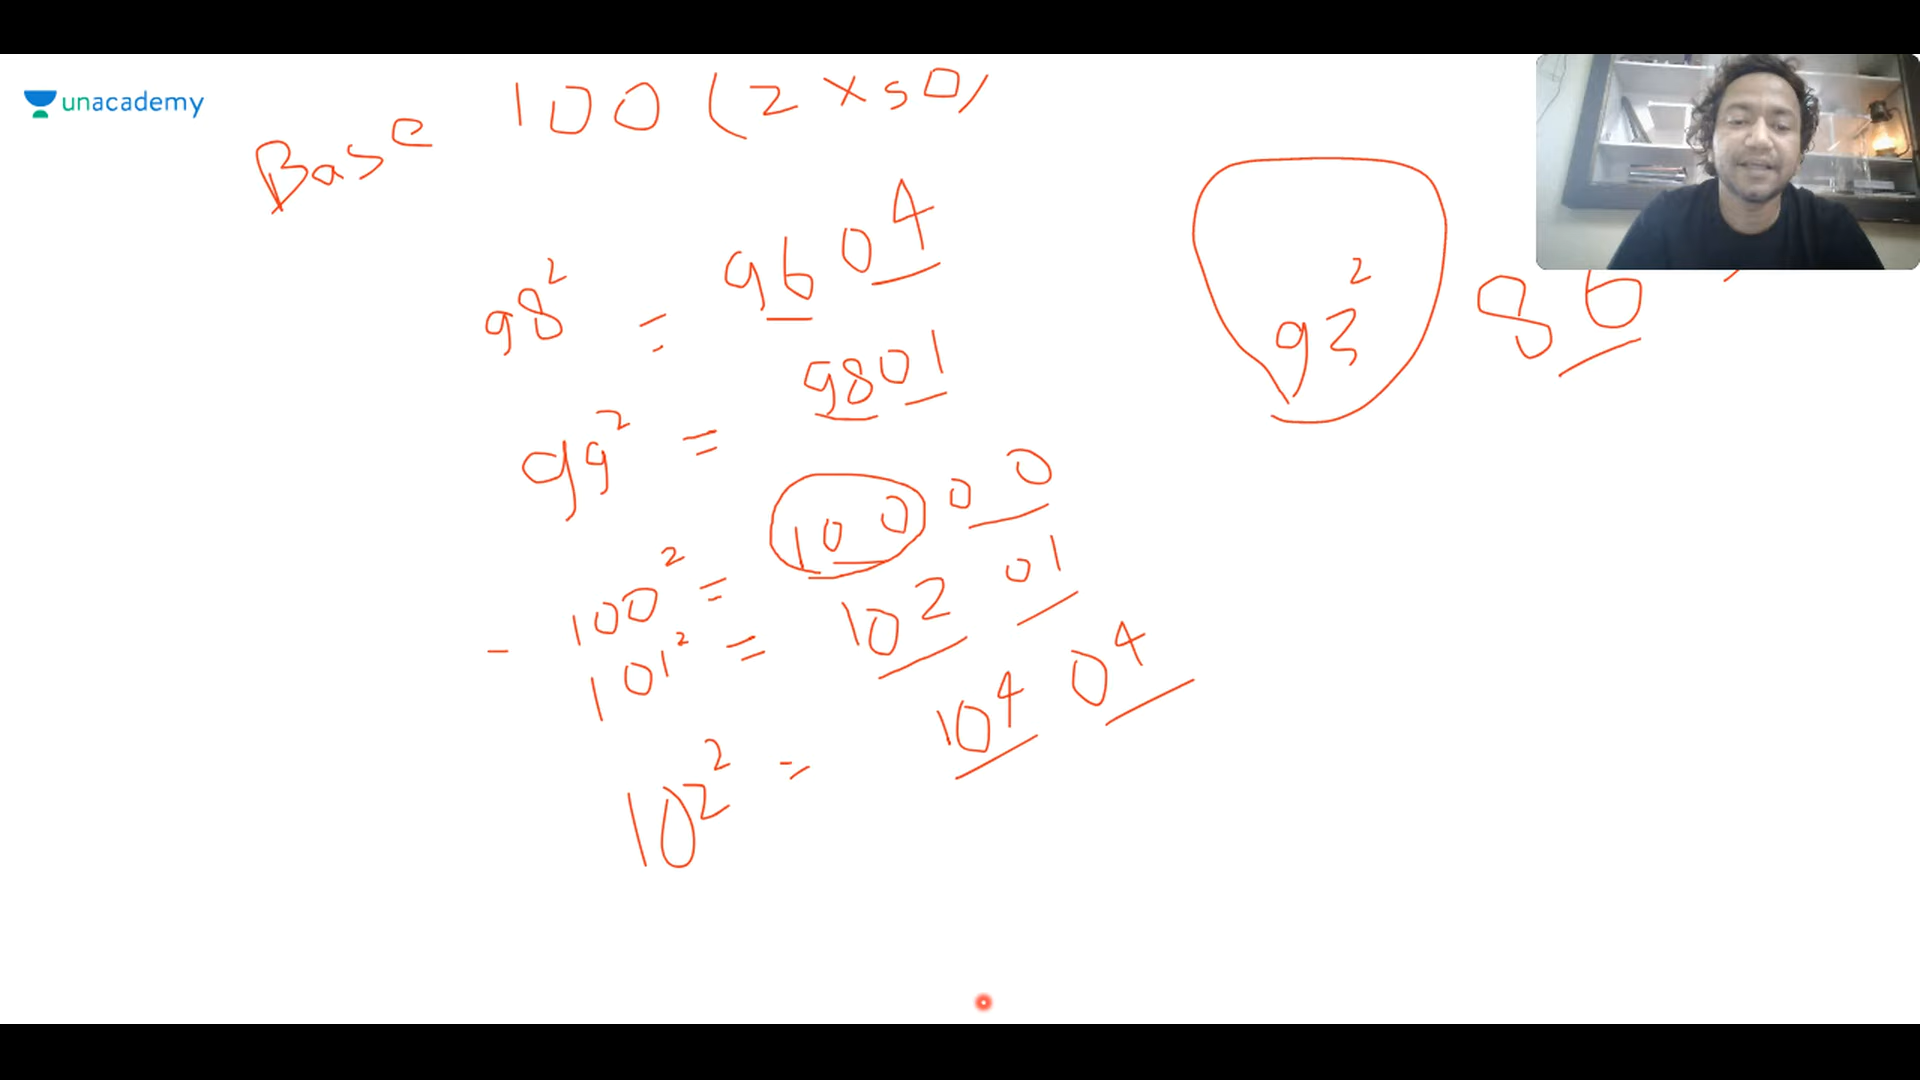 unacademy
Base 100 (2×50)
98² = 9604
99² = 9801
100² = 10000
- 101² = 10201
102² = 10404
93² 86